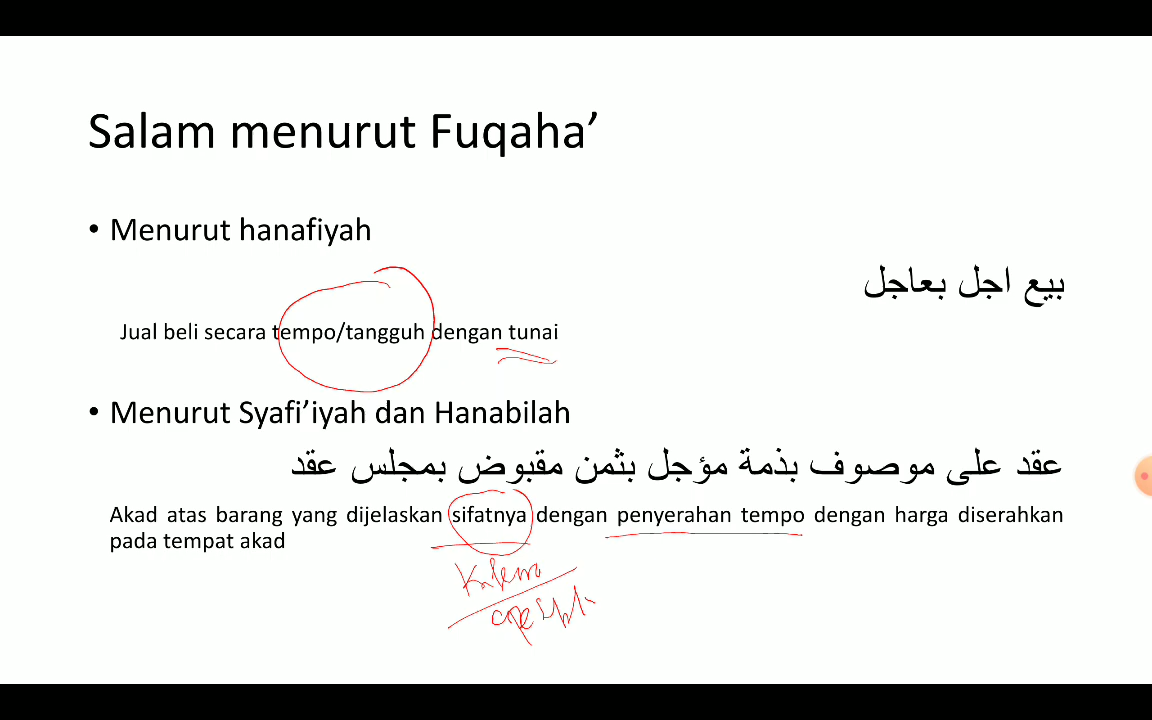 Salam menurut Fuqaha’
• Menurut hanafiyah
بيع اجل بعاجل
Jual beli secara tempo/tangguh dengan tunai
• Menurut Syafi’iyah dan Hanabilah
عقد على موصوف بذمة مؤجل بثمن مقبوض بمجلس عقد
Akad atas barang yang dijelaskan sifatnya dengan penyerahan tempo dengan harga diserahkan
pada tempat akad